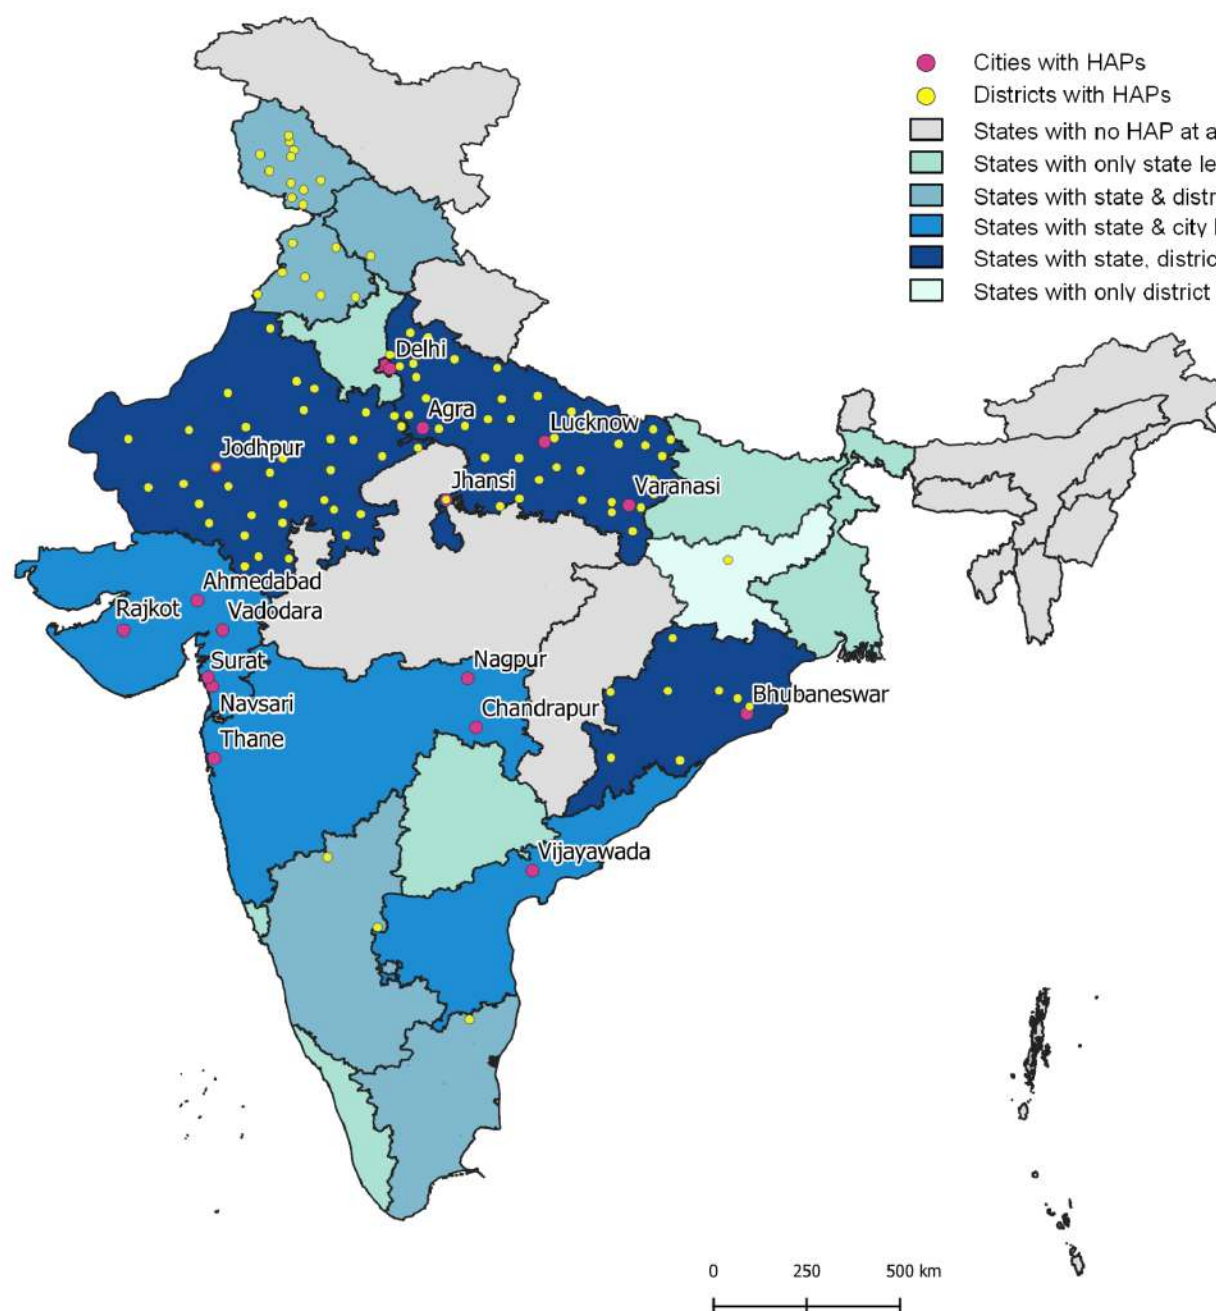 Cities with HAPs
Districts with HAPs
States with no HAP at a
States with only state le
States with state & distr
States with state & city l
States with state, distric
States with only district
Delhi
Agra
Lucknow
Jodhpur
Jhansi
Varanasi
Ahmedabad
Rajkot
Vadodara
Surat
Nagpur
Navsari
Bhubaneswar
Chandrapur
Thane
Vijayawada
0 250 500 km